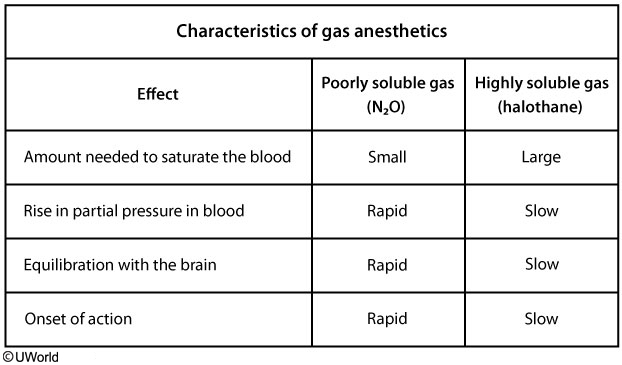 Characteristics of gas anesthetics
Effect
Poorly soluble gas
(N₂O)
Highly soluble gas
(halothane)
Amount needed to saturate the blood
Small
Large
Rise in partial pressure in blood
Rapid
Slow
Equilibration with the brain
Rapid
Slow
Onset of action
Rapid
Slow
©UWorld